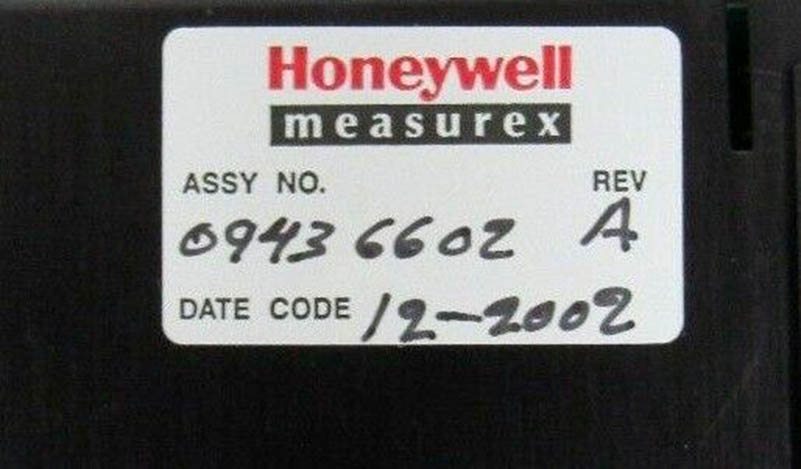 Honeywell
measurex
ASSY NO. REV
09436602 A
DATE CODE 12-2002